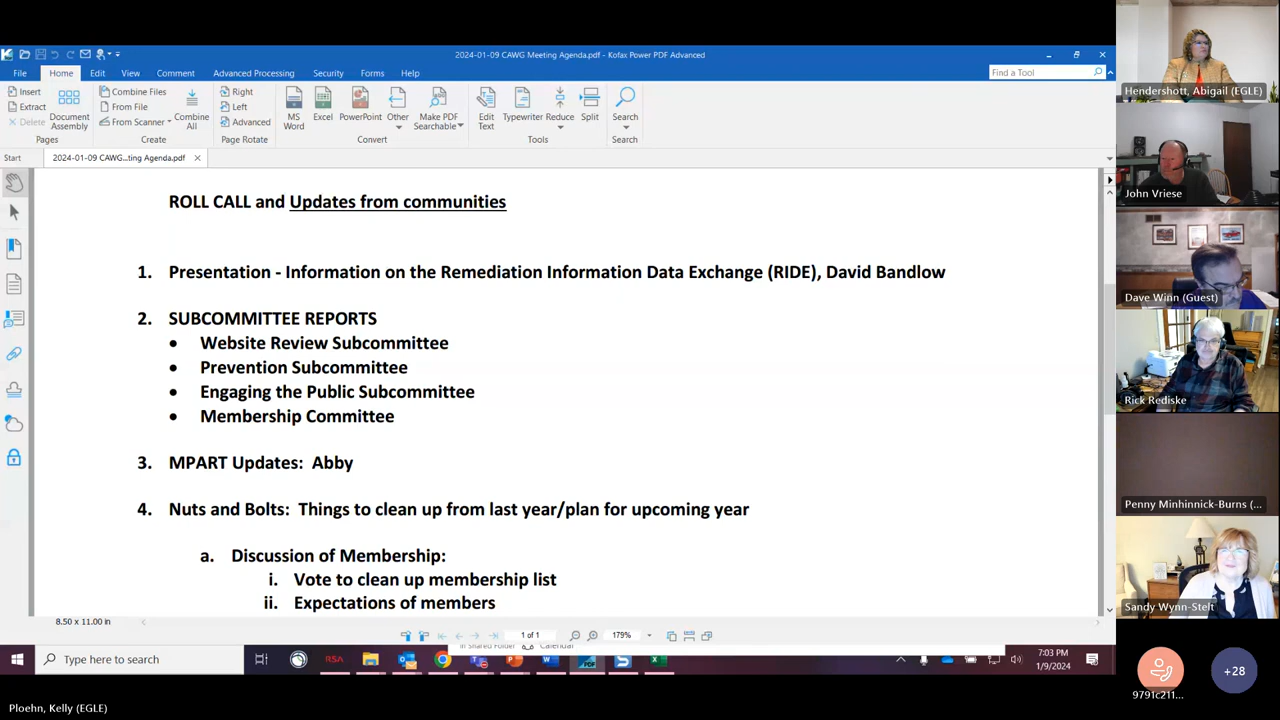 2024-01-09 CAWG Meeting Agenda.pdf - Kofax Power PDF Advanced
File Home Edit View Comment Advanced Processing Security Forms Help
Find a Tool
Insert
Extract
Delete
Document Assembly
Pages
Combine Files
From File
From Scanner
Combine All
Create
Right
Left
Advanced
Page Rotate
MS Word
Excel
PowerPoint
Other
Make PDF Searchable
Convert
Edit Text
Typewriter
Reduce
Split
Tools
Search
Search
Start
2024-01-09 CAWG...ting Agenda.pdf
ROLL CALL and Updates from communities
1. Presentation - Information on the Remediation Information Data Exchange (RIDE), David Bandlow
2. SUBCOMMITTEE REPORTS
• Website Review Subcommittee
• Prevention Subcommittee
• Engaging the Public Subcommittee
• Membership Committee
3. MPART Updates: Abby
4. Nuts and Bolts: Things to clean up from last year/plan for upcoming year
a. Discussion of Membership:
i. Vote to clean up membership list
ii. Expectations of members
8.50 x 11.00 in
1 of 1
179%
In Shared Folder
Calendar
Type here to search
RSA
7:03 PM
1/9/2024
Hendershott, Abigail (EGLE)
John Vriese
Dave Winn (Guest)
Rick Rediske
Penny Minhinnick-Burns (...
Sandy Wynn-Stelt
9791c211...
+28
Ploehn, Kelly (EGLE)